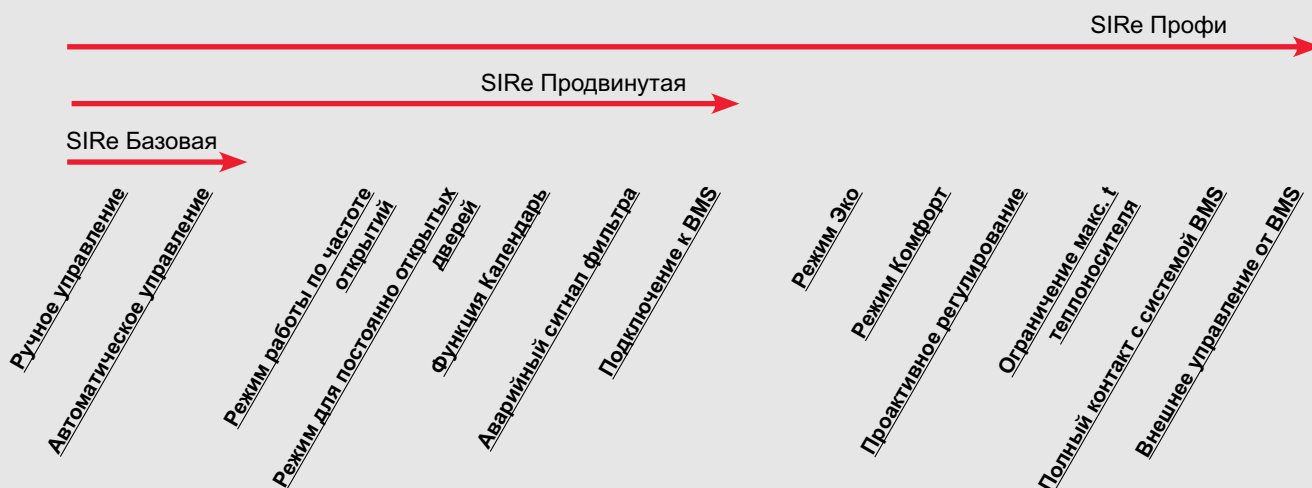 SIRe Профи
SIRe Продвинутая
SIRe Базовая
Ручное управление
Автоматическое управление
Режим работы по частоте
открытий
Режим для постоянно открытых
дверей
Функция Календарь
Аварийный сигнал фильтра
Подключение к BMS
Режим Эко
Режим Комфорт
Проактивное регулирование
Ограничение макс. t
теплоносителя
Полный контакт с системой BMS
Внешнее управление от BMS